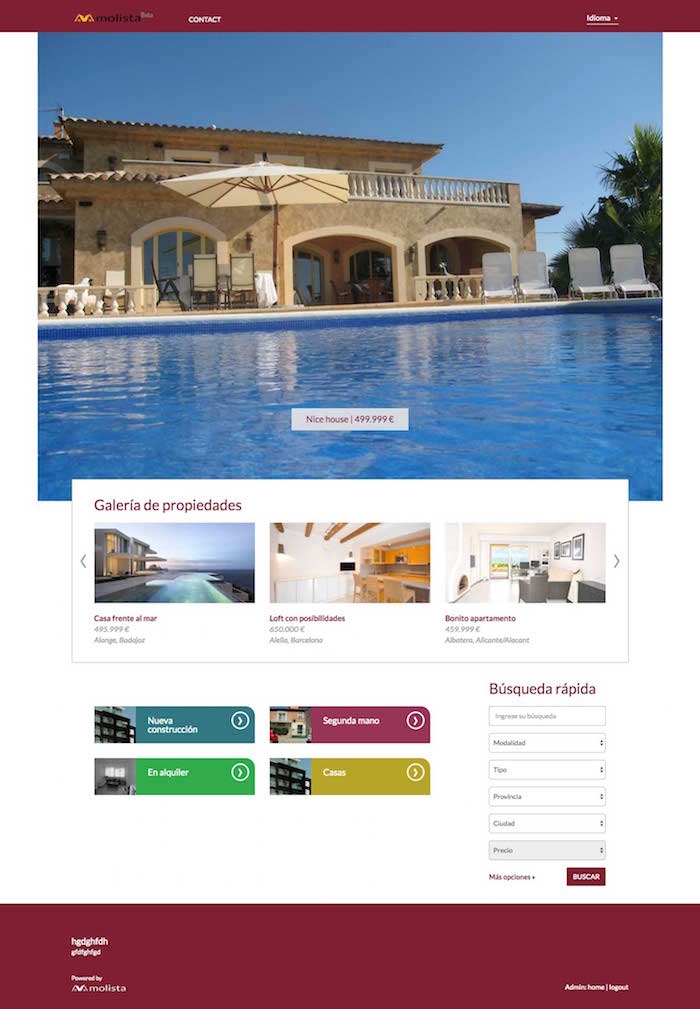 molista Beta
CONTACT
Idioma
Nice house | 499.999 €
Galería de propiedades
Casa frente al mar
495.999 €
Alange, Badajoz
Loft con posibilidades
650.000 €
Alella, Barcelona
Bonito apartamento
459.999 €
Albatera, Alicante/Alacant
Nueva
construcción
Segunda mano
En alquiler
Casas
Búsqueda rápida
Ingrese su búsqueda
Modalidad
Tipo
Provincia
Ciudad
Precio
Más opciones +
BUSCAR
hgdghfdh
gfdfghfgd
Powered by
molista
Admin: home | logout